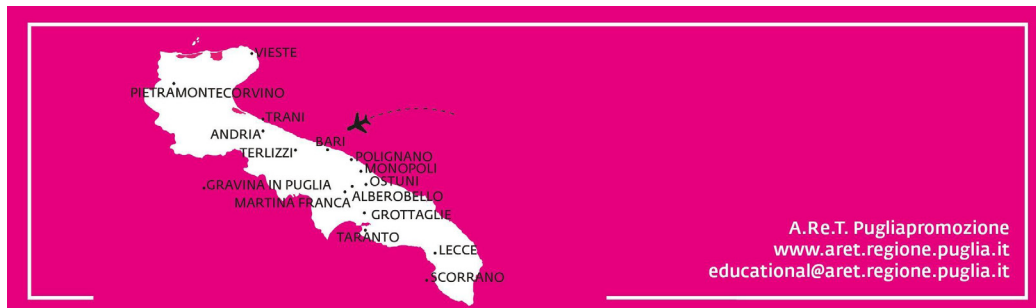 VIESTE
PIETRAMONTECORVINO
TRANI
ANDRIA
BARI
TERLIZZI
POLIGNANO
MONOPOLI
OSTUNI
GRAVINA IN PUGLIA
ALBEROBELLO
MARTINA FRANCA
GROTTAGLIE
TARANTO
LECCE
SCORRANO
A.Re.T. Pugliapromozione
www.aret.regione.puglia.it
educational@aret.regione.puglia.it